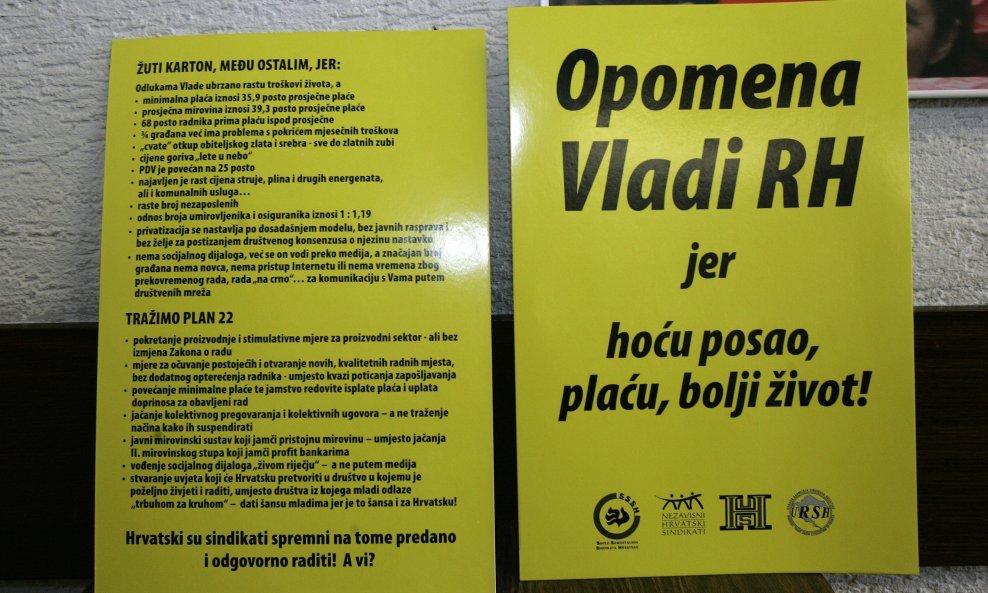 ŽUTI KARTON, MEĐU OSTALIM, JER:
Odlukama Vlade ubrzano rastu troškovi života, a
• minimalna plaća iznosi 35,9 posto prosječne plaće
• prosječna mirovina iznosi 39,3 posto prosječne plaće
• 68 posto radnika prima plaću ispod prosječne
• ¾ građana već ima problema s pokrićem mjesečnih troškova
• „cvate“ otkup obiteljskog zlata i srebra - sve do zlatnih zubi
• cijene goriva „lete u nebo“
• PDV je povećan na 25 posto
• najavljen je rast cijena struje, plina i drugih energenata,
ali i komunalnih usluga…
• raste broj nezaposlenih
• odnos broja umirovljenika i osiguranika iznosi 1 : 1,19
• privatizacija se nastavlja po dosadašnjem modelu, bez javnih rasprava i
bez želje za postizanjem društvenog konsenzusa o njezinu nastavku
• nema socijalnog dijaloga, već se on vodi preko medija, a značajan broj
građana nema novca, nema pristup Internetu ili nema vremena zbog
prekovremenog rada, rada „na crno“… za komunikaciju s Vama putem
društvenih mreža
TRAŽIMO PLAN 22
• pokretanje proizvodnje i stimulativne mjere za proizvodni sektor - ali bez
izmjena Zakona o radu
• mjere za očuvanje postojećih i otvaranje novih, kvalitetnih radnih mjesta,
bez dodatnog opterećenja radnika - umjesto kvazi poticanja zapošljavanja
• povećanje minimalne plaće te jamstvo redovite isplate plaća i uplata
doprinosa za obavljeni rad
• jačanje kolektivnog pregovaranja i kolektivnih ugovora – a ne traženje
načina kako ih suspendirati
• javni mirovinski sustav koji jamči pristojnu mirovinu – umjesto jačanja
II. mirovinskog stupa koji jamči profit bankarima
• vođenje socijalnog dijaloga „živom riječju“ – a ne putem medija
• stvaranje uvjeta koji će Hrvatsku pretvoriti u društvo u kojemu je
poželjno živjeti i raditi, umjesto društva iz kojega mladi odlaze
„trbuhom za kruhom“ – dati šansu mladima jer je to šansa i za Hrvatsku!
Hrvatski su sindikati spremni na tome predano
i odgovorno raditi! A vi?
Opomena
Vladi RH
jer
hoću posao,
plaću, bolji život!
SSSH
SAVEZ SAMOSTALNIH
SINDIKATA HRVATSKE
NEZAVISNI
HRVATSKI
SINDIKATI
URSH